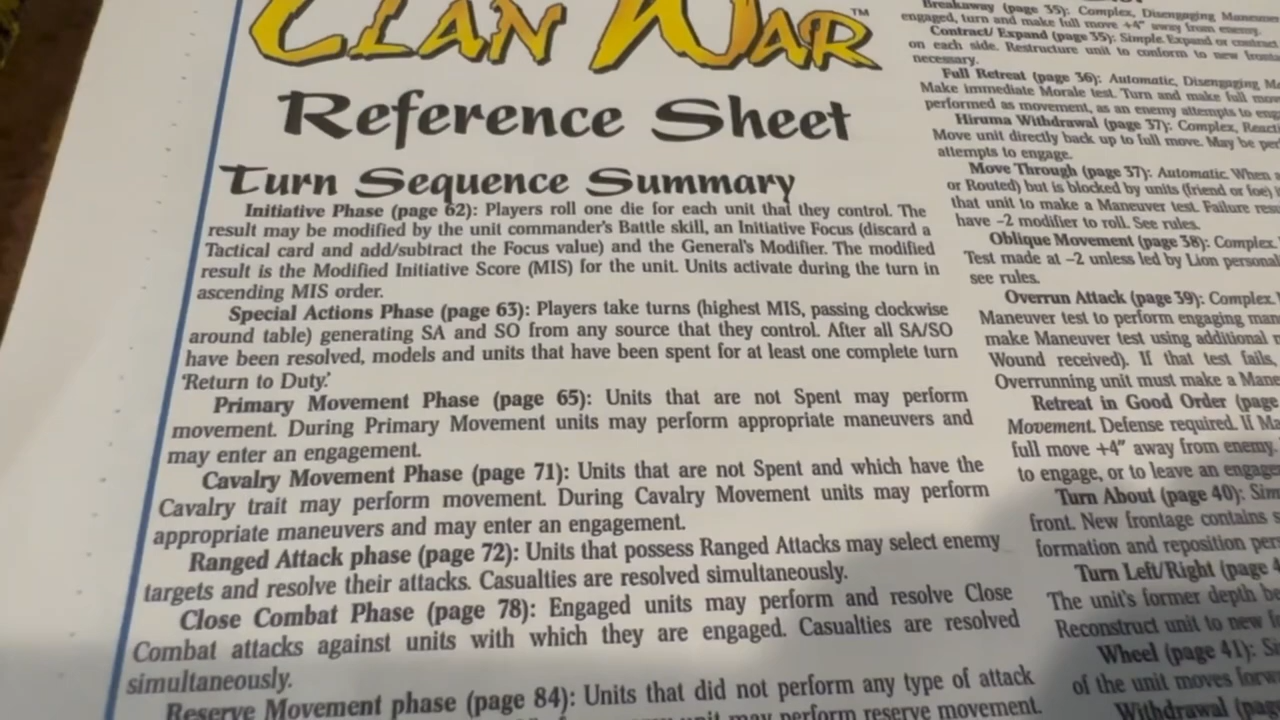 CLAN WAR™
Reference Sheet
Turn Sequence Summary
Initiative Phase (page 62): Players roll one die for each unit that they control. The
result may be modified by the unit commander's Battle skill, an Initiative Focus (discard a
Tactical card and add/subtract the Focus value) and the General's Modifier. The modified
result is the Modified Initiative Score (MIS) for the unit. Units activate during the turn in
ascending MIS order.
Special Actions Phase (page 63): Players take turns (highest MIS, passing clockwise
around table) generating SA and SO from any source that they control. After all SA/SO
have been resolved, models and units that have been spent for at least one complete turn
'Return to Duty.'
Primary Movement Phase (page 65): Units that are not Spent may perform
movement. During Primary Movement units may perform appropriate maneuvers and
may enter an engagement.
Cavalry Movement Phase (page 71): Units that are not Spent and which have the
Cavalry trait may perform movement. During Cavalry Movement units may perform
appropriate maneuvers and may enter an engagement.
Ranged Attack phase (page 72): Units that possess Ranged Attacks may select enemy
targets and resolve their attacks. Casualties are resolved simultaneously.
Close Combat Phase (page 78): Engaged units may perform and resolve Close
Combat attacks against units with which they are engaged. Casualties are resolved
simultaneously.
Reserve Movement phase (page 84): Units that did not perform any type of attack
unit may perform reserve movement.
Breakaway (page 35): Complex, Disengaging
engaged, turn and make full move +4" away from enemy.
Contract/ Expand (page 35): Simple. Expand or contract
on each side. Restructure unit to conform to new
necessary.
Full Retreat (page 36): Automatic, Disengaging
Make immediate Morale test. Turn and make full
performed as movement, as an enemy attempts to
Hiruma Withdrawal (page 37): Complex,
Move unit directly back up to full move. May be
attempts to engage.
Move Through (page 37): Automatic. When a
or Routed) but is blocked by units (friend or foe)
that unit to make a Maneuver test. Failure
have –2 modifier to roll. See rules.
Oblique Movement (page 38): Complex.
Test made at –2 unless led by Lion
see rules.
Overrun Attack (page 39): Complex.
Maneuver test to perform engaging
make Maneuver test using additional
Wound received). If that test fails,
Overrunning unit must make a
Retreat in Good Order (page
Movement. Defense required. If
full move +4" away from enemy.
to engage, or to leave an
Turn About (page 40):
front. New frontage contains
formation and reposition
Turn Left/Right (page
The unit's former depth
Reconstruct unit to new
Wheel (page 41):
of the unit moves
Withdrawal